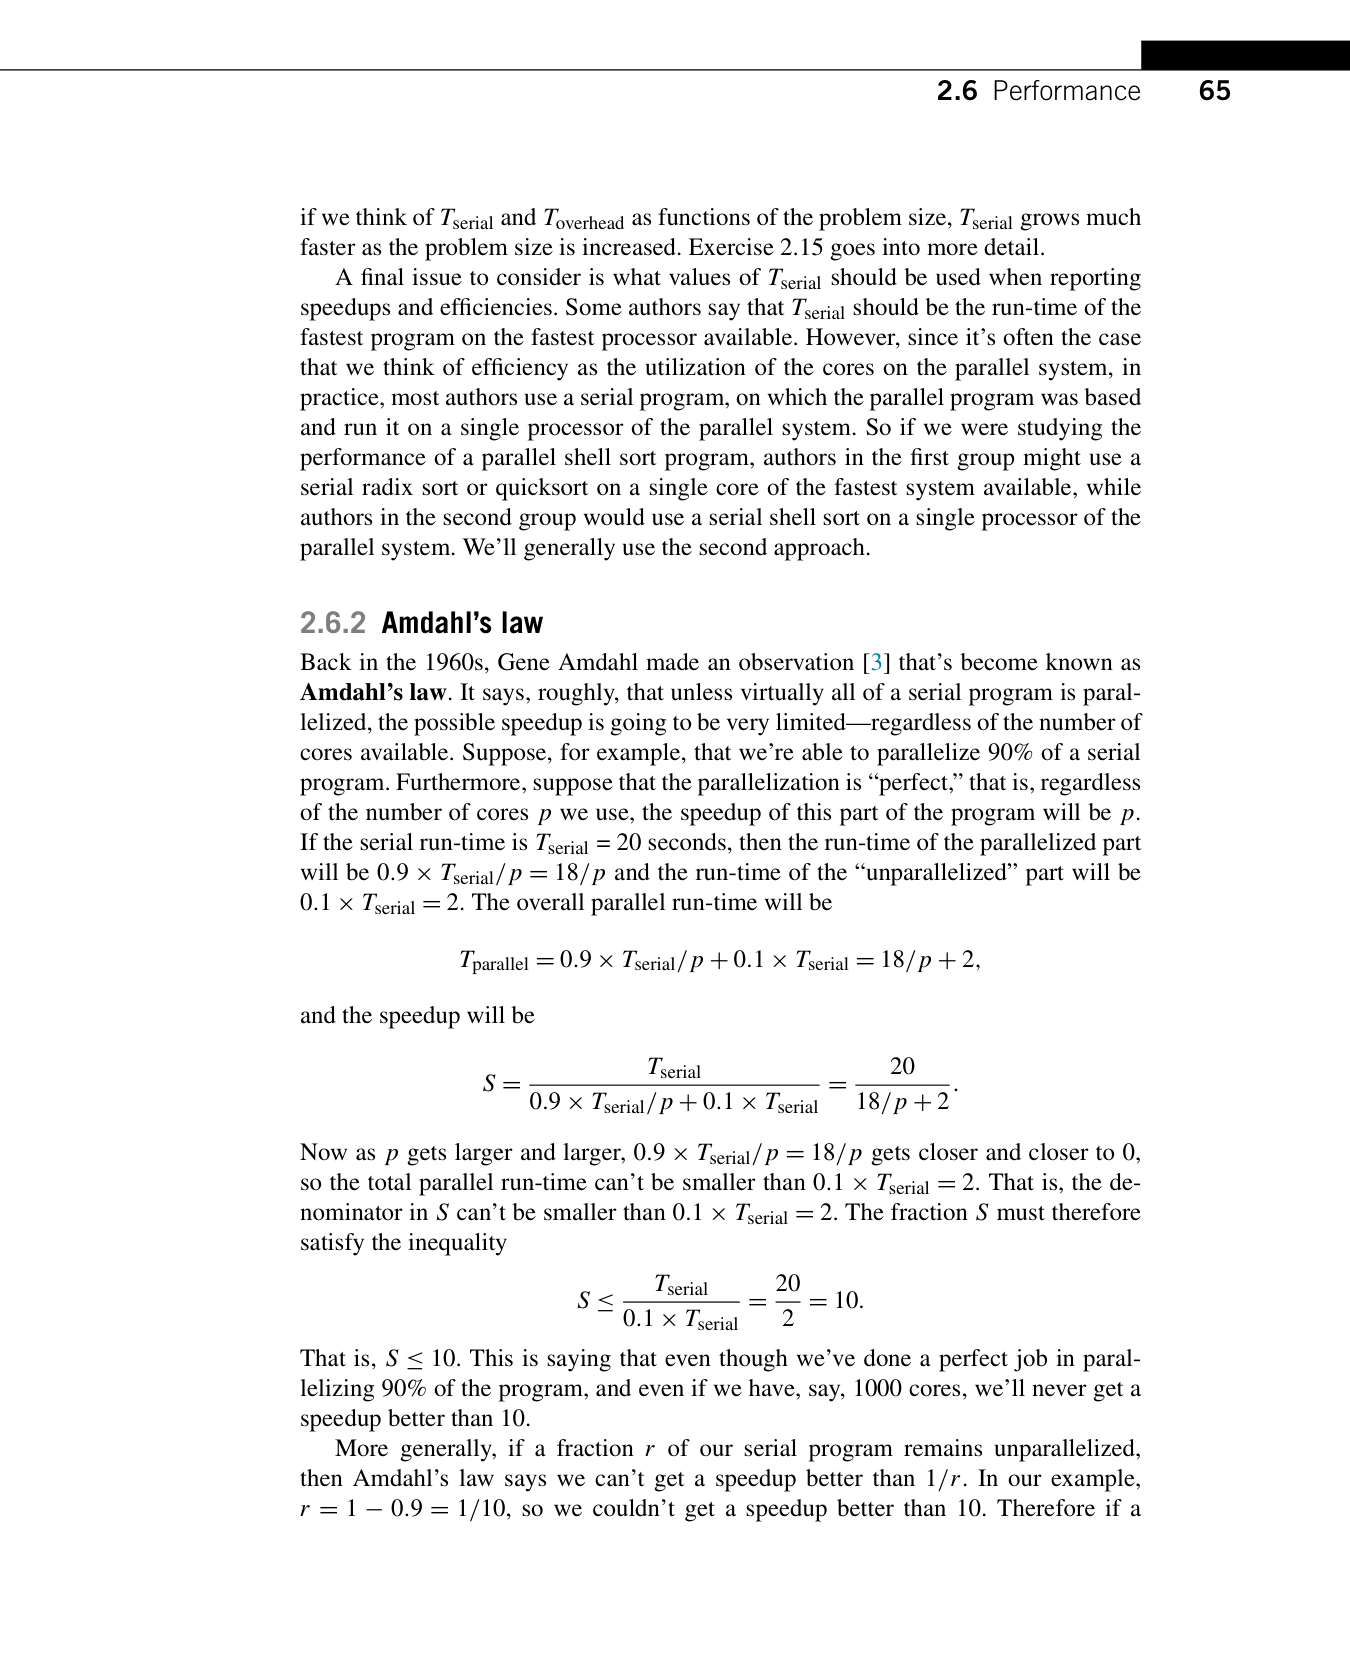 2.6 Performance 65
if we think of Tserial and Toverhead as functions of the problem size, Tserial grows much
faster as the problem size is increased. Exercise 2.15 goes into more detail.
A final issue to consider is what values of Tserial should be used when reporting
speedups and efficiencies. Some authors say that Tserial should be the run-time of the
fastest program on the fastest processor available. However, since it’s often the case
that we think of efficiency as the utilization of the cores on the parallel system, in
practice, most authors use a serial program, on which the parallel program was based
and run it on a single processor of the parallel system. So if we were studying the
performance of a parallel shell sort program, authors in the first group might use a
serial radix sort or quicksort on a single core of the fastest system available, while
authors in the second group would use a serial shell sort on a single processor of the
parallel system. We’ll generally use the second approach.
2.6.2 Amdahl’s law
Back in the 1960s, Gene Amdahl made an observation [3] that’s become known as
Amdahl’s law. It says, roughly, that unless virtually all of a serial program is paral-
lelized, the possible speedup is going to be very limited—regardless of the number of
cores available. Suppose, for example, that we’re able to parallelize 90% of a serial
program. Furthermore, suppose that the parallelization is “perfect,” that is, regardless
of the number of cores p we use, the speedup of this part of the program will be p.
If the serial run-time is Tserial = 20 seconds, then the run-time of the parallelized part
will be 0.9 × Tserial/p = 18/p and the run-time of the “unparallelized” part will be
0.1 × Tserial = 2. The overall parallel run-time will be
Tparallel = 0.9 × Tserial/p + 0.1 × Tserial = 18/p + 2,
and the speedup will be
S = Tserial / (0.9 × Tserial/p + 0.1 × Tserial) = 20 / (18/p + 2).
Now as p gets larger and larger, 0.9 × Tserial/p = 18/p gets closer and closer to 0,
so the total parallel run-time can’t be smaller than 0.1 × Tserial = 2. That is, the de-
nominator in S can’t be smaller than 0.1 × Tserial = 2. The fraction S must therefore
satisfy the inequality
S ≤ Tserial / (0.1 × Tserial) = 20 / 2 = 10.
That is, S ≤ 10. This is saying that even though we’ve done a perfect job in paral-
lelizing 90% of the program, and even if we have, say, 1000 cores, we’ll never get a
speedup better than 10.
More generally, if a fraction r of our serial program remains unparallelized,
then Amdahl’s law says we can’t get a speedup better than 1/r. In our example,
r = 1 − 0.9 = 1/10, so we couldn’t get a speedup better than 10. Therefore if a